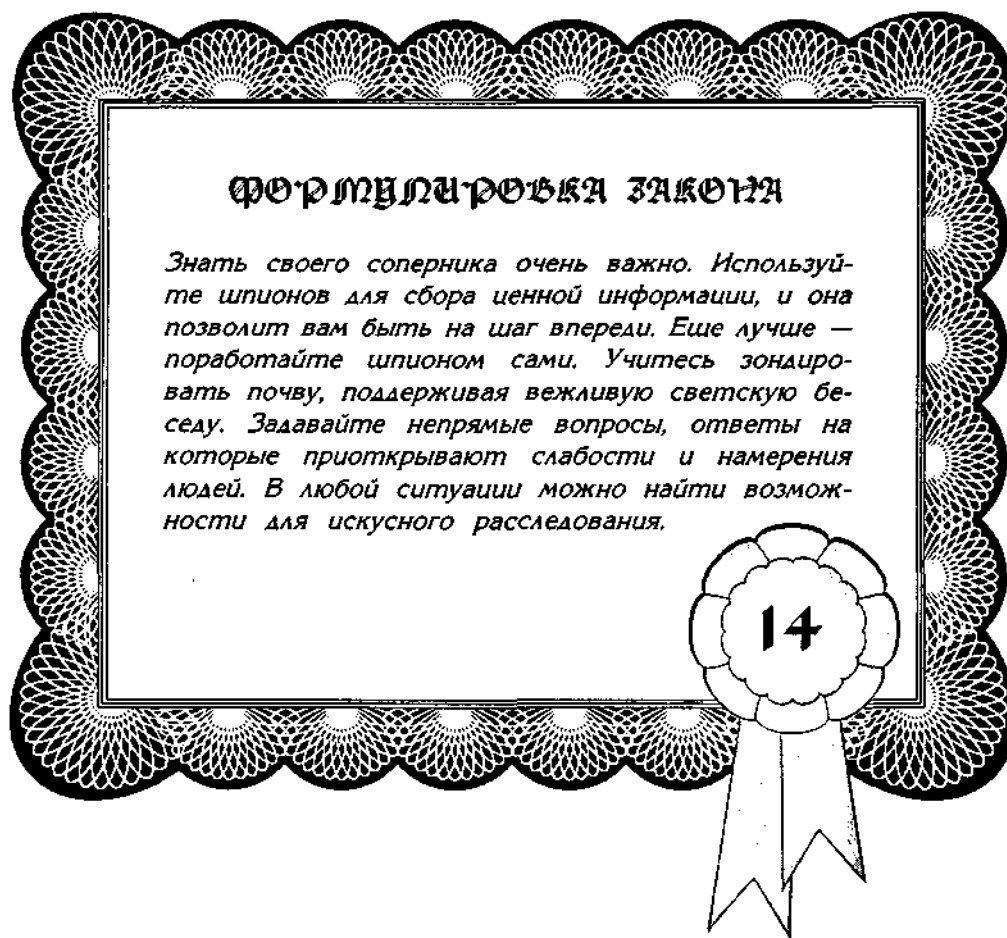 ФОРМУЛИРОВКА ЗАКОНА
Знать своего соперника очень важно. Используй-
те шпионов для сбора ценной информации, и она
позволит вам быть на шаг впереди. Еще лучше —
поработайте шпионом сами. Учитесь зондиро-
вать почву, поддерживая вежливую светскую бе-
седу. Задавайте непрямые вопросы, ответы на
которые приоткрывают слабости и намерения
людей. В любой ситуации можно найти возмож-
ности для искусного расследования.
14